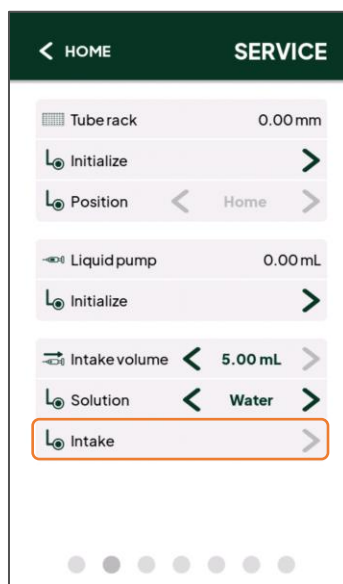 HOME SERVICE
Tube rack 0.00 mm
Initialize
Position Home
Liquid pump 0.00 mL
Initialize
Intake volume 5.00 mL
Solution Water
Intake